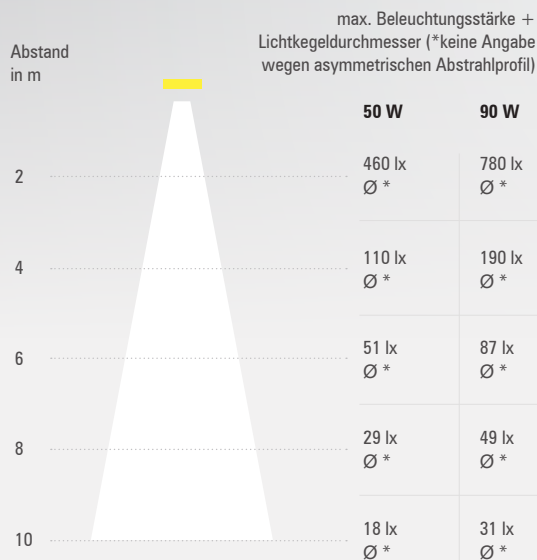 max. Beleuchtungsstärke +
Lichtkegeldurchmesser (*keine Angabe
wegen asymmetrischen Abstrahlprofil)
Abstand
in m
50 W 90 W
2 460 lx 780 lx
Ø * Ø *
4 110 lx 190 lx
Ø * Ø *
6 51 lx 87 lx
Ø * Ø *
8 29 lx 49 lx
Ø * Ø *
10 18 lx 31 lx
Ø * Ø *